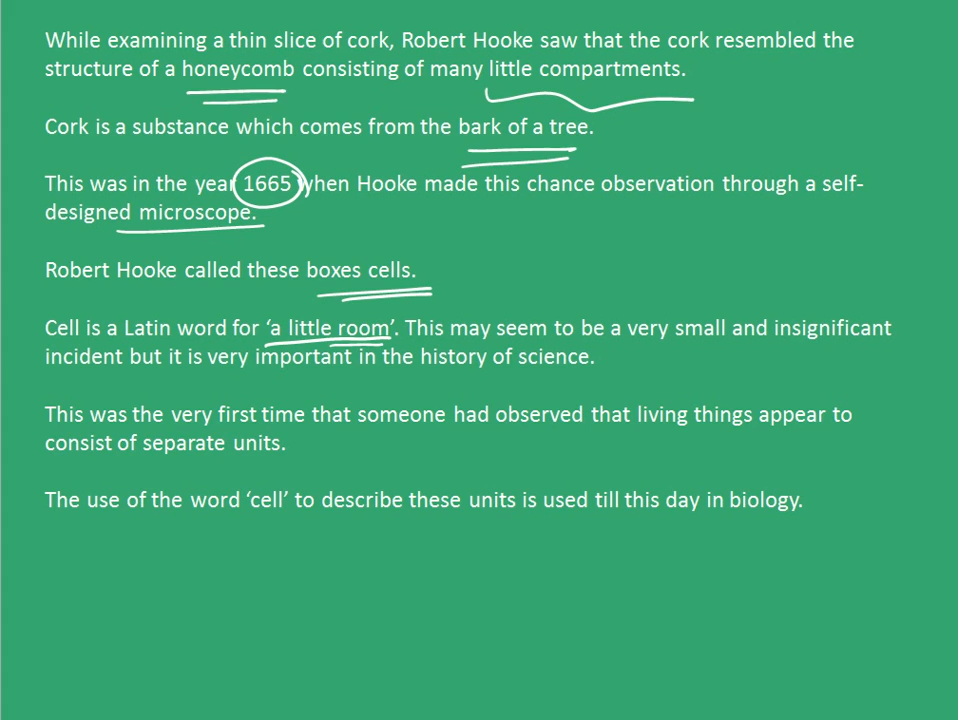 While examining a thin slice of cork, Robert Hooke saw that the cork resembled the
structure of a honeycomb consisting of many little compartments.
Cork is a substance which comes from the bark of a tree.
This was in the year 1665 when Hooke made this chance observation through a self-
designed microscope.
Robert Hooke called these boxes cells.
Cell is a Latin word for ‘a little room’. This may seem to be a very small and insignificant
incident but it is very important in the history of science.
This was the very first time that someone had observed that living things appear to
consist of separate units.
The use of the word ‘cell’ to describe these units is used till this day in biology.